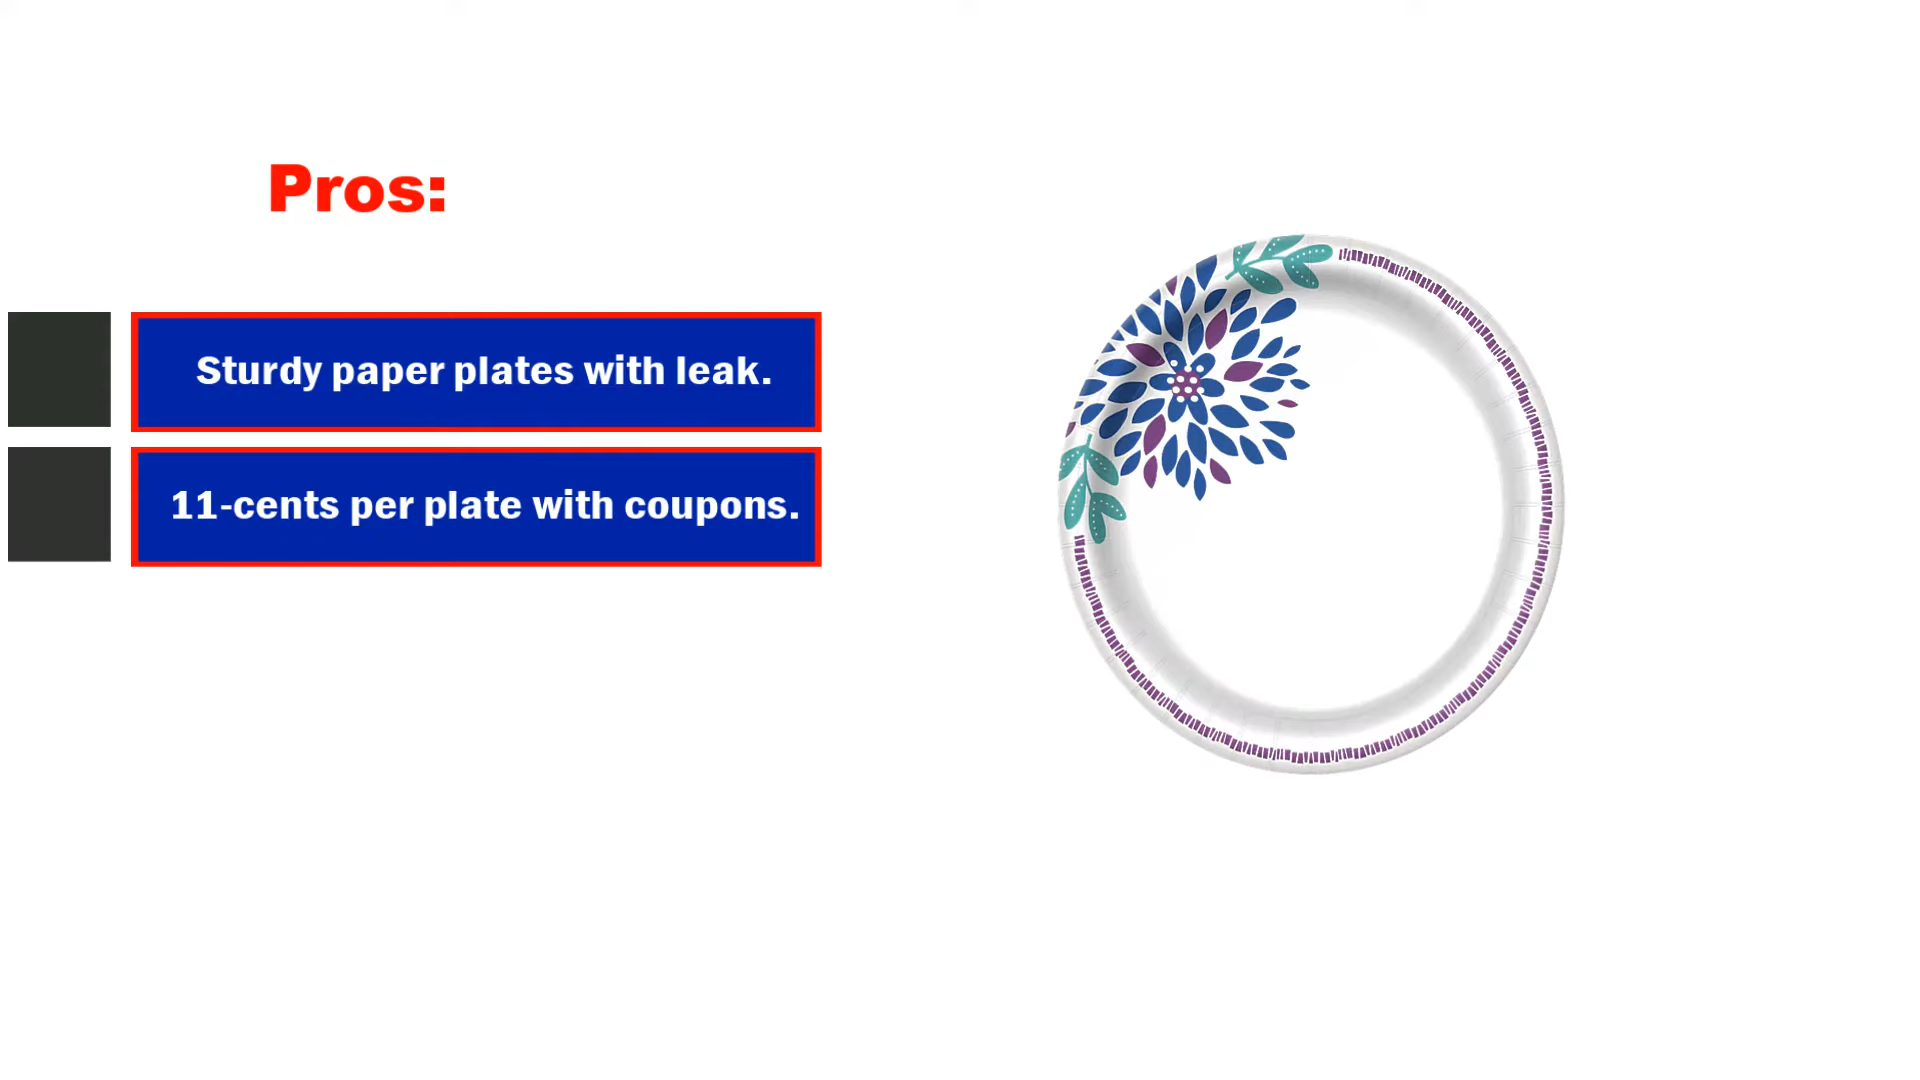 Pros:
Sturdy paper plates with leak.
11-cents per plate with coupons.